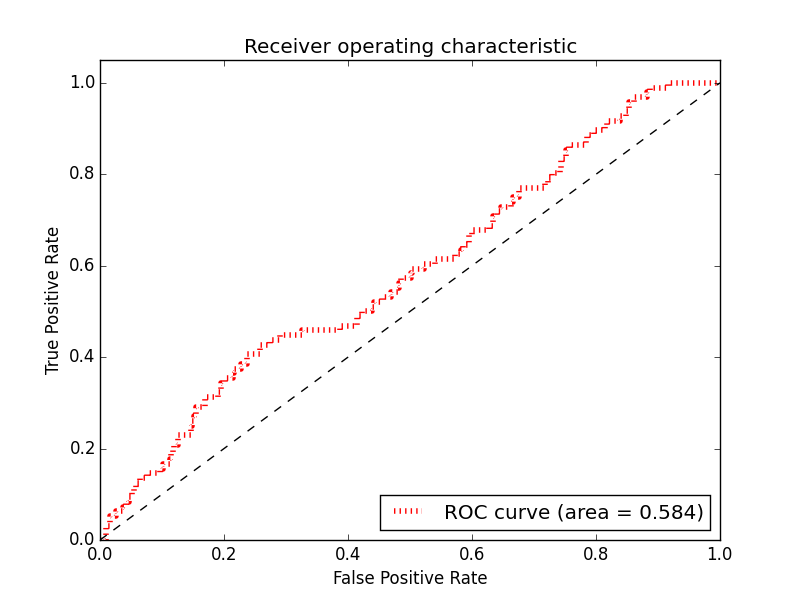 Receiver operating characteristic
1.0
0.8
0.6
0.4
0.2
0.0
True Positive Rate
0.0 0.2 0.4 0.6 0.8 1.0
False Positive Rate
ROC curve (area = 0.584)